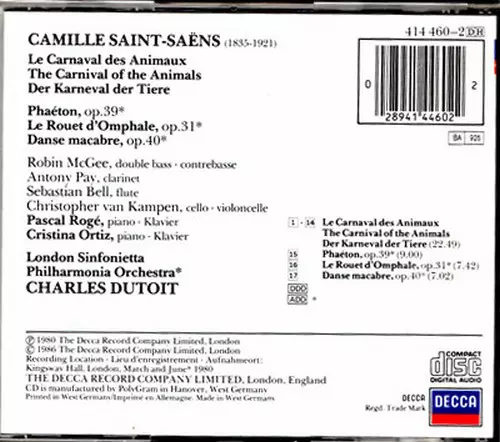 CAMILLE SAINT-SAËNS (1835-1921)
414 460-2 DH
Le Carnaval des Animaux
The Carnival of the Animals
Der Karneval der Tiere
0 2
28941 44602
Phaéton, op.39*
Le Rouet d'Omphale, op.31*
Danse macabre, op.40*
BA 925
Robin McGee, double bass · contrebasse
Antony Pay, clarinet
Sebastian Bell, flute
Christopher van Kampen, cello · violoncelle
Pascal Rogé, piano · Klavier
Cristina Ortiz, piano · Klavier
1 - 14 Le Carnaval des Animaux
The Carnival of the Animals
Der Karneval der Tiere (22.49)
15 Phaéton, op.39* (9.00)
16 Le Rouet d'Omphale, op.31* (7.42)
17 Danse macabre, op.40* (7.02)
London Sinfonietta
Philharmonia Orchestra*
CHARLES DUTOIT
DDD
ADD *
℗ 1980 The Decca Record Company Limited, London
© 1986 The Decca Record Company Limited, London
Recording Location · Lieu d'enregistrement · Aufnahmeort:
Kingsway Hall, London, March and June* 1980
THE DECCA RECORD COMPANY LIMITED, London, England
CD is manufactured by PolyGram in Hanover, West Germany
Printed in West Germany/Imprimé en Allemagne. Made in West Germany
COMPACT
disc
DIGITAL AUDIO
DECCA
Regd. Trade Mark
DECCA